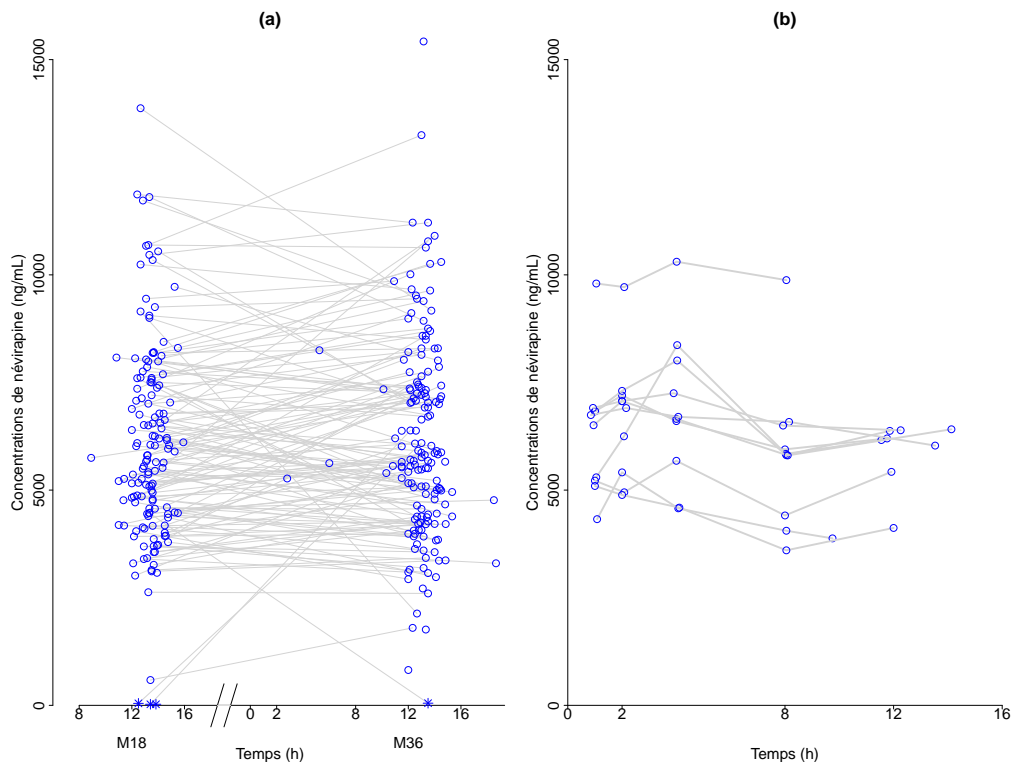 (a)
Concentrations de névirapine (ng/mL)
15000
10000
5000
0
8 12 16 0 2 8 12 16
M18 M36
Temps (h)
(b)
Concentrations de névirapine (ng/mL)
15000
10000
5000
0
0 2 8 12 16
Temps (h)